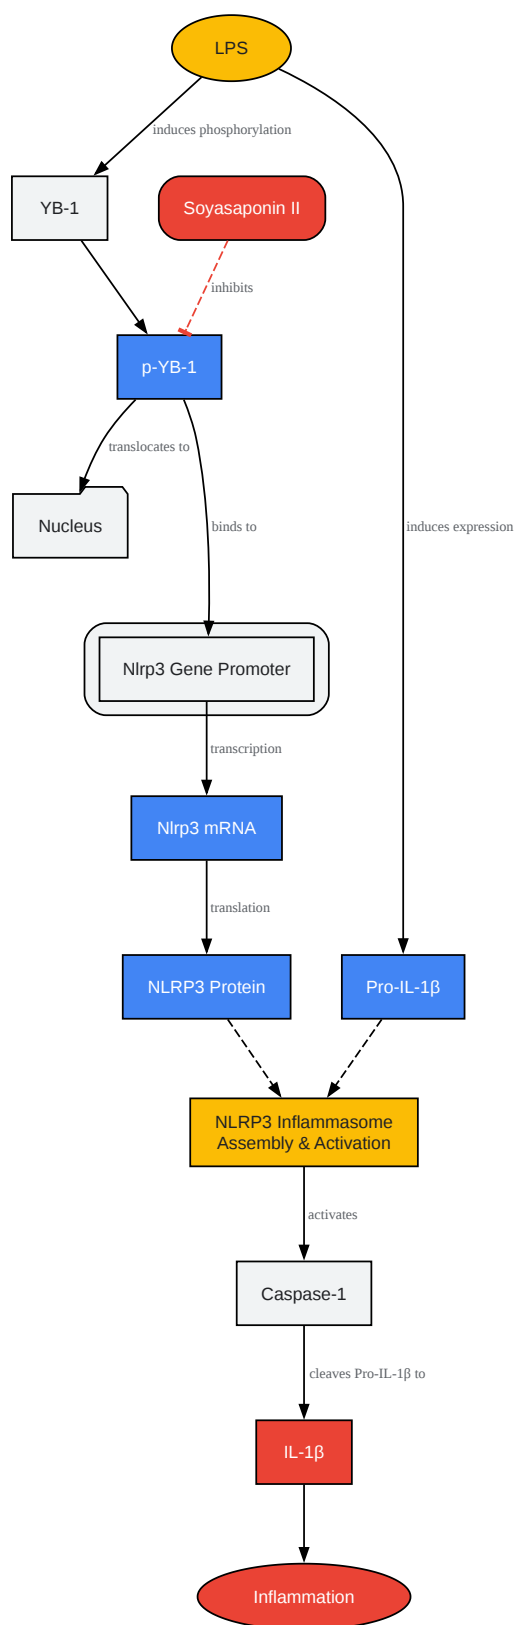 LPS
induces phosphorylation
YB-1
Soyasaponin II
inhibits
p-YB-1
translocates to
Nucleus
binds to
induces expression
Nlrp3 Gene Promoter
transcription
Nlrp3 mRNA
translation
NLRP3 Protein
Pro-IL-1β
NLRP3 Inflammasome
Assembly & Activation
activates
Caspase-1
cleaves Pro-IL-1β to
IL-1β
Inflammation